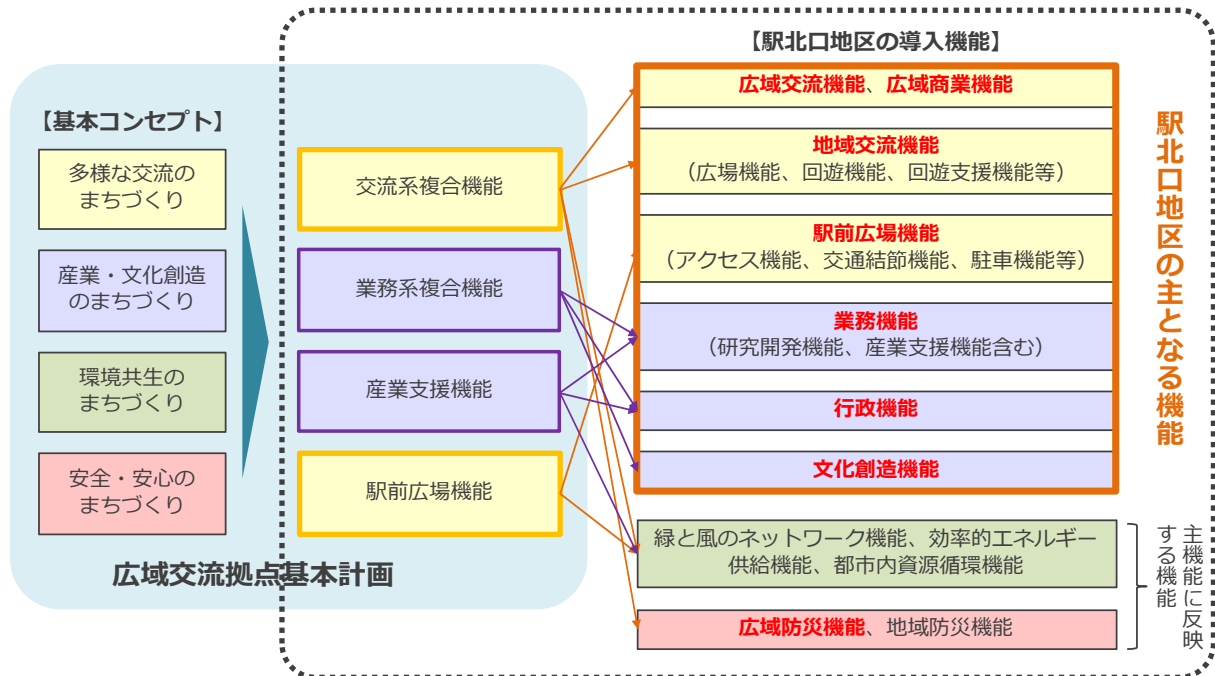 【駅北口地区の導入機能】
【基本コンセプト】
多様な交流の
まちづくり
産業・文化創造
のまちづくり
環境共生の
まちづくり
安全・安心の
まちづくり
広域交流拠点基本計画
交流系複合機能
業務系複合機能
産業支援機能
駅前広場機能
広域交流機能、広域商業機能
地域交流機能
（広場機能、回遊機能、回遊支援機能等）
駅前広場機能
（アクセス機能、交通結節機能、駐車機能等）
業務機能
（研究開発機能、産業支援機能含む）
行政機能
文化創造機能
緑と風のネットワーク機能、効率的エネルギー
供給機能、都市内資源循環機能
広域防災機能、地域防災機能
駅北口地区の主となる機能
主機能に反映
する機能